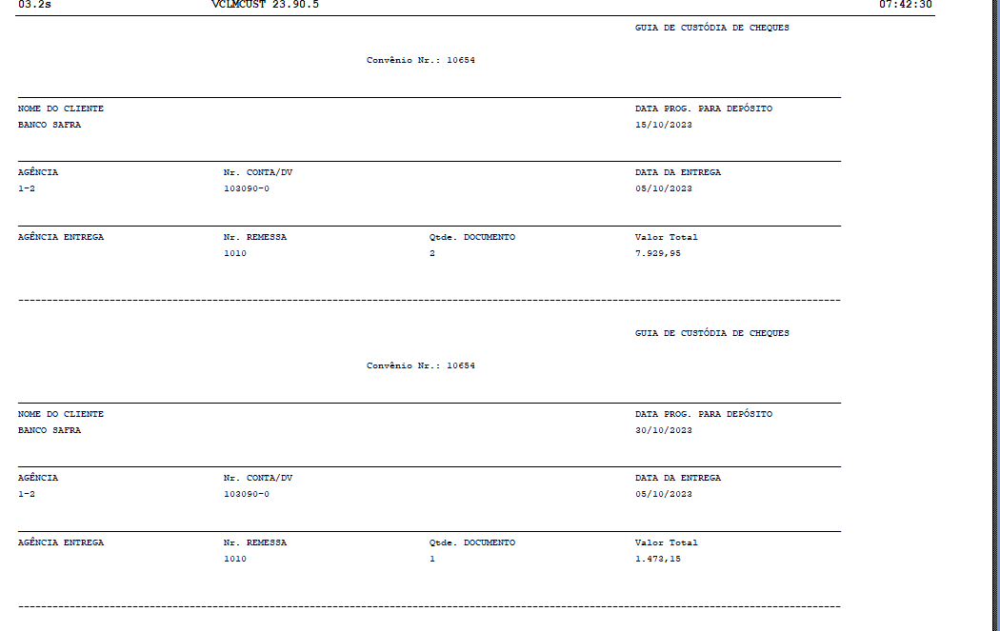 03.2s VCLMCUST 23.90.5 07:42:30
GUIA DE CUSTÓDIA DE CHEQUES
Convênio Nr.: 10654
NOME DO CLIENTE DATA PROG. PARA DEPÓSITO
BANCO SAFRA 15/10/2023
AGÊNCIA Nr. CONTA/DV DATA DA ENTREGA
1-2 103090-0 05/10/2023
AGÊNCIA ENTREGA Nr. REMESSA Qtde. DOCUMENTO Valor Total
1010 2 7.929,95
GUIA DE CUSTÓDIA DE CHEQUES
Convênio Nr.: 10654
NOME DO CLIENTE DATA PROG. PARA DEPÓSITO
BANCO SAFRA 30/10/2023
AGÊNCIA Nr. CONTA/DV DATA DA ENTREGA
1-2 103090-0 05/10/2023
AGÊNCIA ENTREGA Nr. REMESSA Qtde. DOCUMENTO Valor Total
1010 1 1.473,15